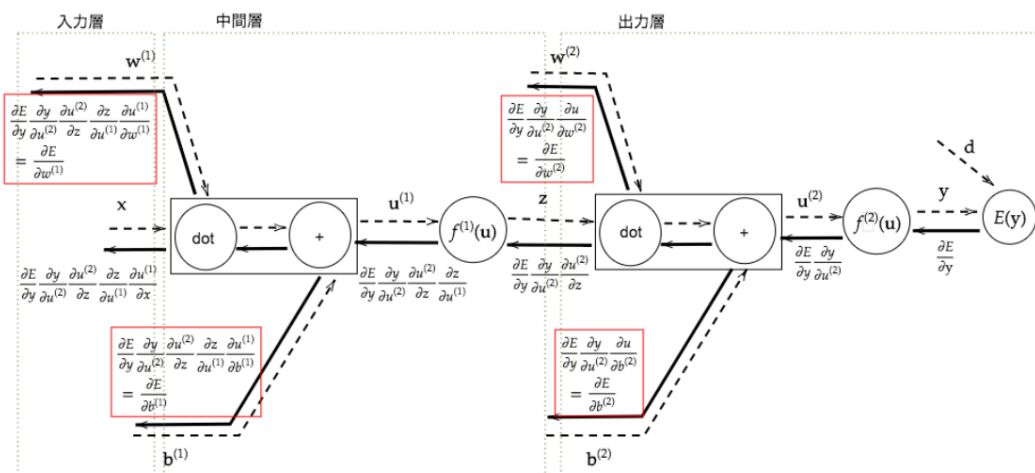 入力層 中間層 出力層
w⁽¹⁾ w⁽²⁾
∂E/∂y ∂y/∂u⁽²⁾ ∂u⁽²⁾/∂z ∂z/∂u⁽¹⁾ ∂u⁽¹⁾/∂w⁽¹⁾
= ∂E/∂w⁽¹⁾
∂E/∂y ∂y/∂u⁽²⁾ ∂u/∂w⁽²⁾
= ∂E/∂w⁽²⁾
d
x u⁽¹⁾ z u⁽²⁾ y
dot + f⁽¹⁾(u) dot + f⁽²⁾(u) E(y)
∂E/∂y ∂y/∂u⁽²⁾ ∂u⁽²⁾/∂z ∂z/∂u⁽¹⁾ ∂u⁽¹⁾/∂x
∂E/∂y ∂y/∂u⁽²⁾ ∂u⁽²⁾/∂z ∂z/∂u⁽¹⁾
∂E/∂y ∂y/∂u⁽²⁾ ∂u⁽²⁾/∂z
∂E/∂y ∂y/∂u⁽²⁾
∂E/∂y
∂E/∂y ∂y/∂u⁽²⁾ ∂u⁽²⁾/∂z ∂z/∂u⁽¹⁾ ∂u⁽¹⁾/∂b⁽¹⁾
= ∂E/∂b⁽¹⁾
∂E/∂y ∂y/∂u⁽²⁾ ∂u/∂b⁽²⁾
= ∂E/∂b⁽²⁾
b⁽¹⁾ b⁽²⁾